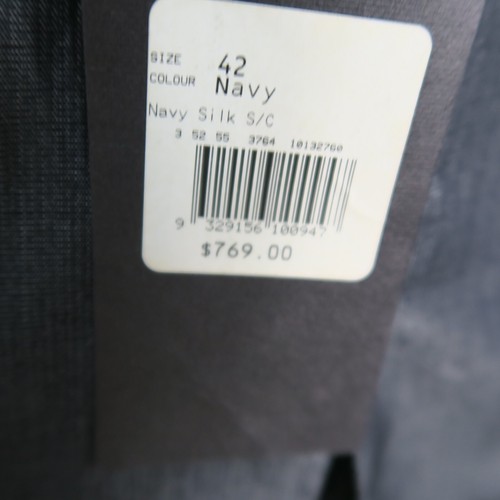 SIZE 42
COLOUR Navy
Navy Silk S/C
3 52 55 3764 10132760
9 329156 100947
$769.00